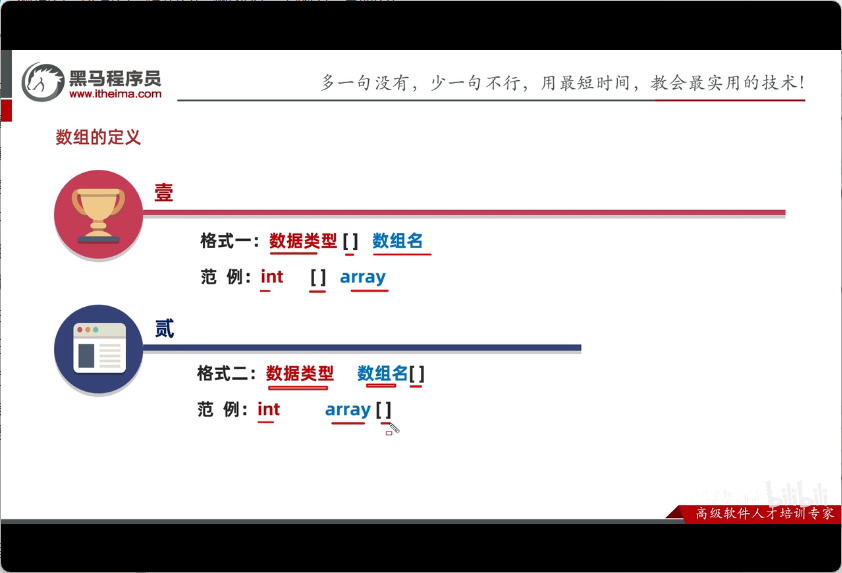 黑马程序员
www.itheima.com
多一句没有，少一句不行，用最短时间，教会最实用的技术！
数组的定义
壹
格式一：数据类型 [ ] 数组名
范 例：int [ ] array
贰
格式二：数据类型 数组名[ ]
范 例：int array [ ]
bilibili
高级软件人才培训专家